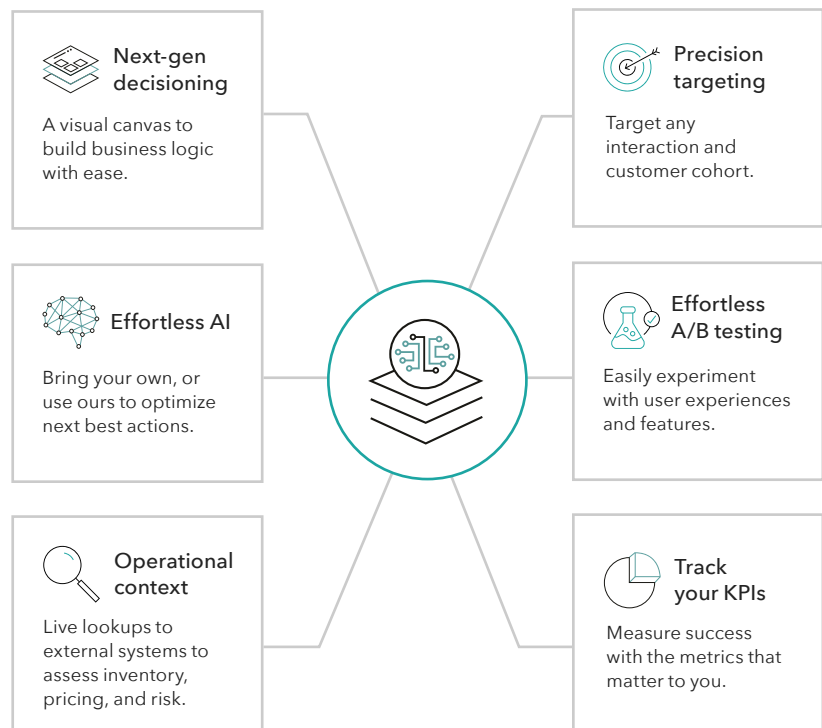 Next-gen
decisioning
A visual canvas to
build business logic
with ease.
Precision
targeting
Target any
interaction and
customer cohort.
Effortless AI
Bring your own, or
use ours to optimize
next best actions.
Effortless
A/B testing
Easily experiment
with user experiences
and features.
Operational
context
Live lookups to
external systems to
assess inventory,
pricing, and risk.
Track
your KPIs
Measure success
with the metrics that
matter to you.